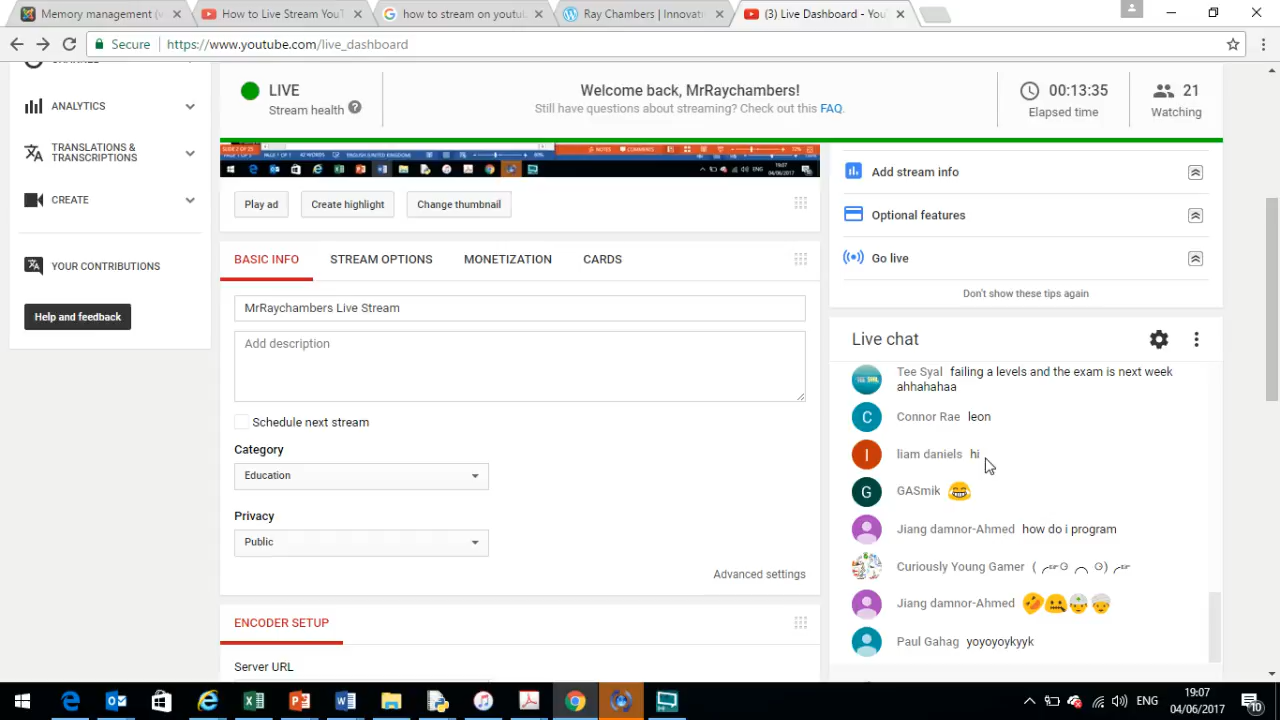 Memory management (v
How to Live Stream YouT
how to stream on youtub
Ray Chambers | Innovat
(3) Live Dashboard - You
Secure
https://www.youtube.com/live_dashboard
ANALYTICS
TRANSLATIONS &
TRANSCRIPTIONS
CREATE
YOUR CONTRIBUTIONS
Help and feedback
LIVE
Stream health
Welcome back, MrRaychambers!
Still have questions about streaming? Check out this FAQ.
00:13:35
Elapsed time
21
Watching
Play ad
Create highlight
Change thumbnail
BASIC INFO
STREAM OPTIONS
MONETIZATION
CARDS
MrRaychambers Live Stream
Add description
Schedule next stream
Category
Education
Privacy
Public
Advanced settings
ENCODER SETUP
Server URL
Add stream info
Optional features
Go live
Don't show these tips again
Live chat
Tee Syal failing a levels and the exam is next week
ahhahahaa
Connor Rae leon
liam daniels hi
GASmik 😂
Jiang damnor-Ahmed how do i program
Curiously Young Gamer
Jiang damnor-Ahmed
Paul Gahag yoyoyoykyyk
ENG
19:07
04/06/2017
10